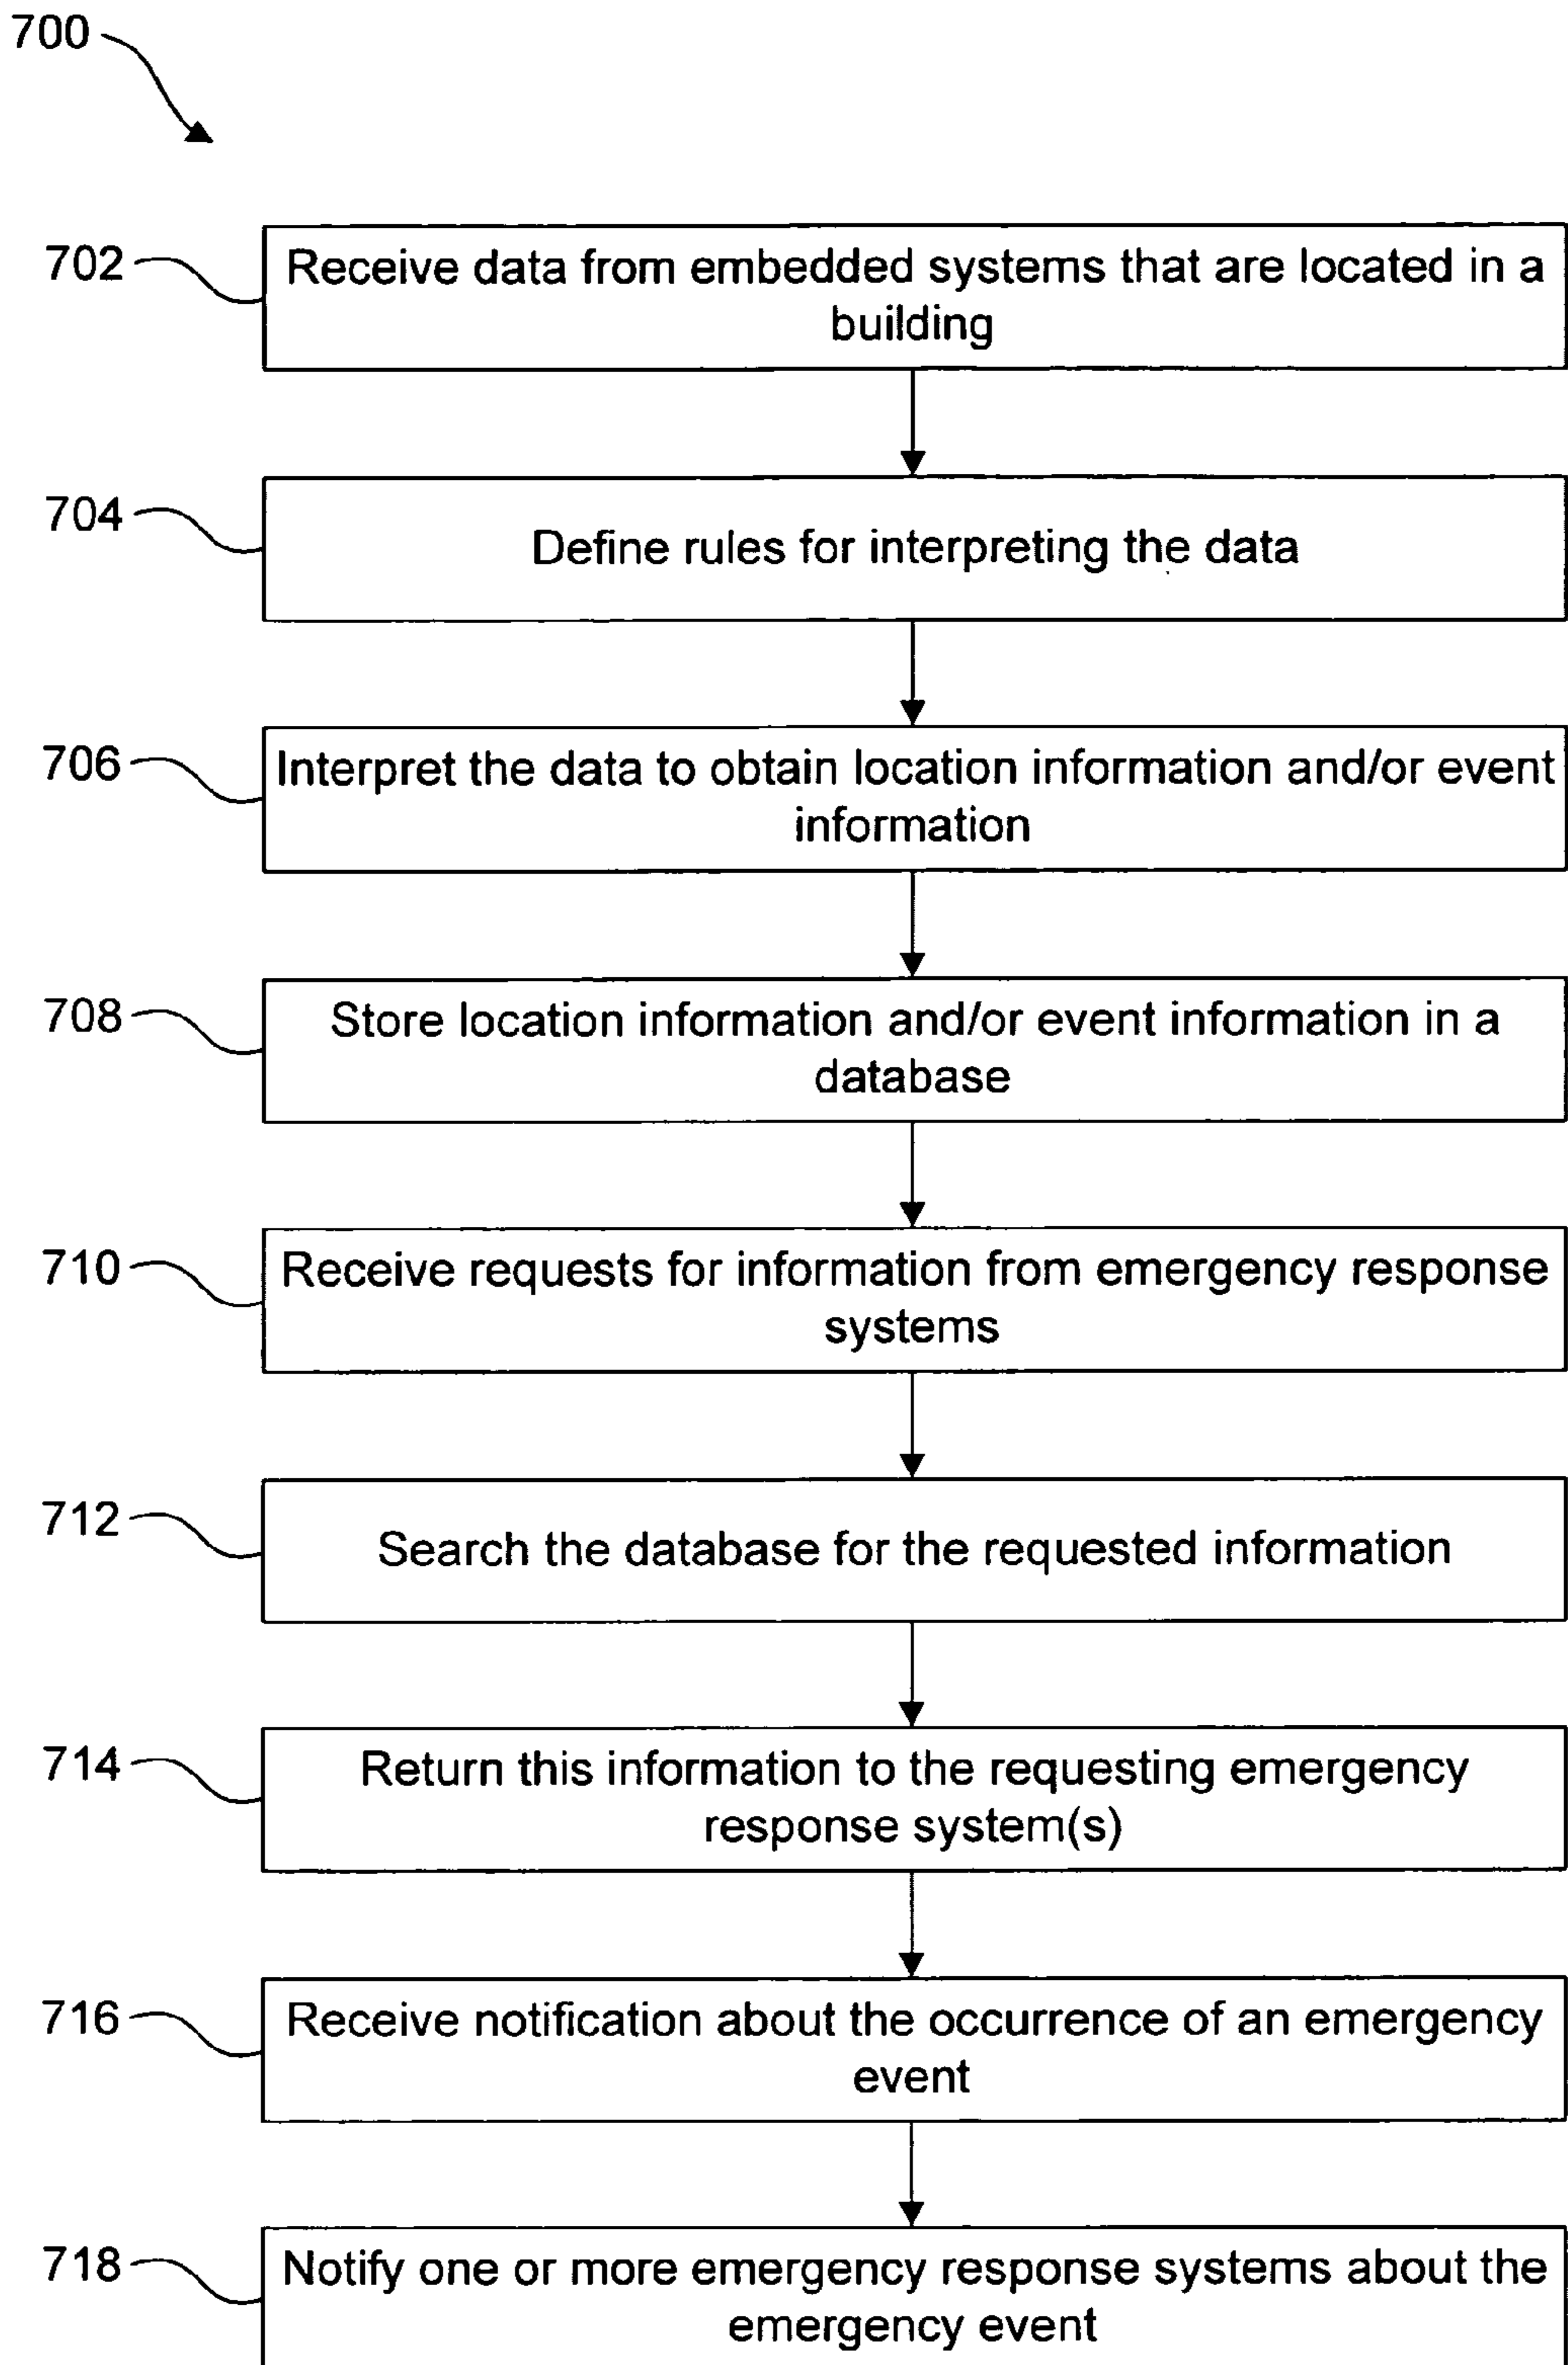 700
702
Receive data from embedded systems that are located in a
building
704
Define rules for interpreting the data
706
Interpret the data to obtain location information and/or event
information
708
Store location information and/or event information in a
database
710
Receive requests for information from emergency response
systems
712
Search the database for the requested information
714
Return this information to the requesting emergency
response system(s)
716
Receive notification about the occurrence of an emergency
event
718
Notify one or more emergency response systems about the
emergency event